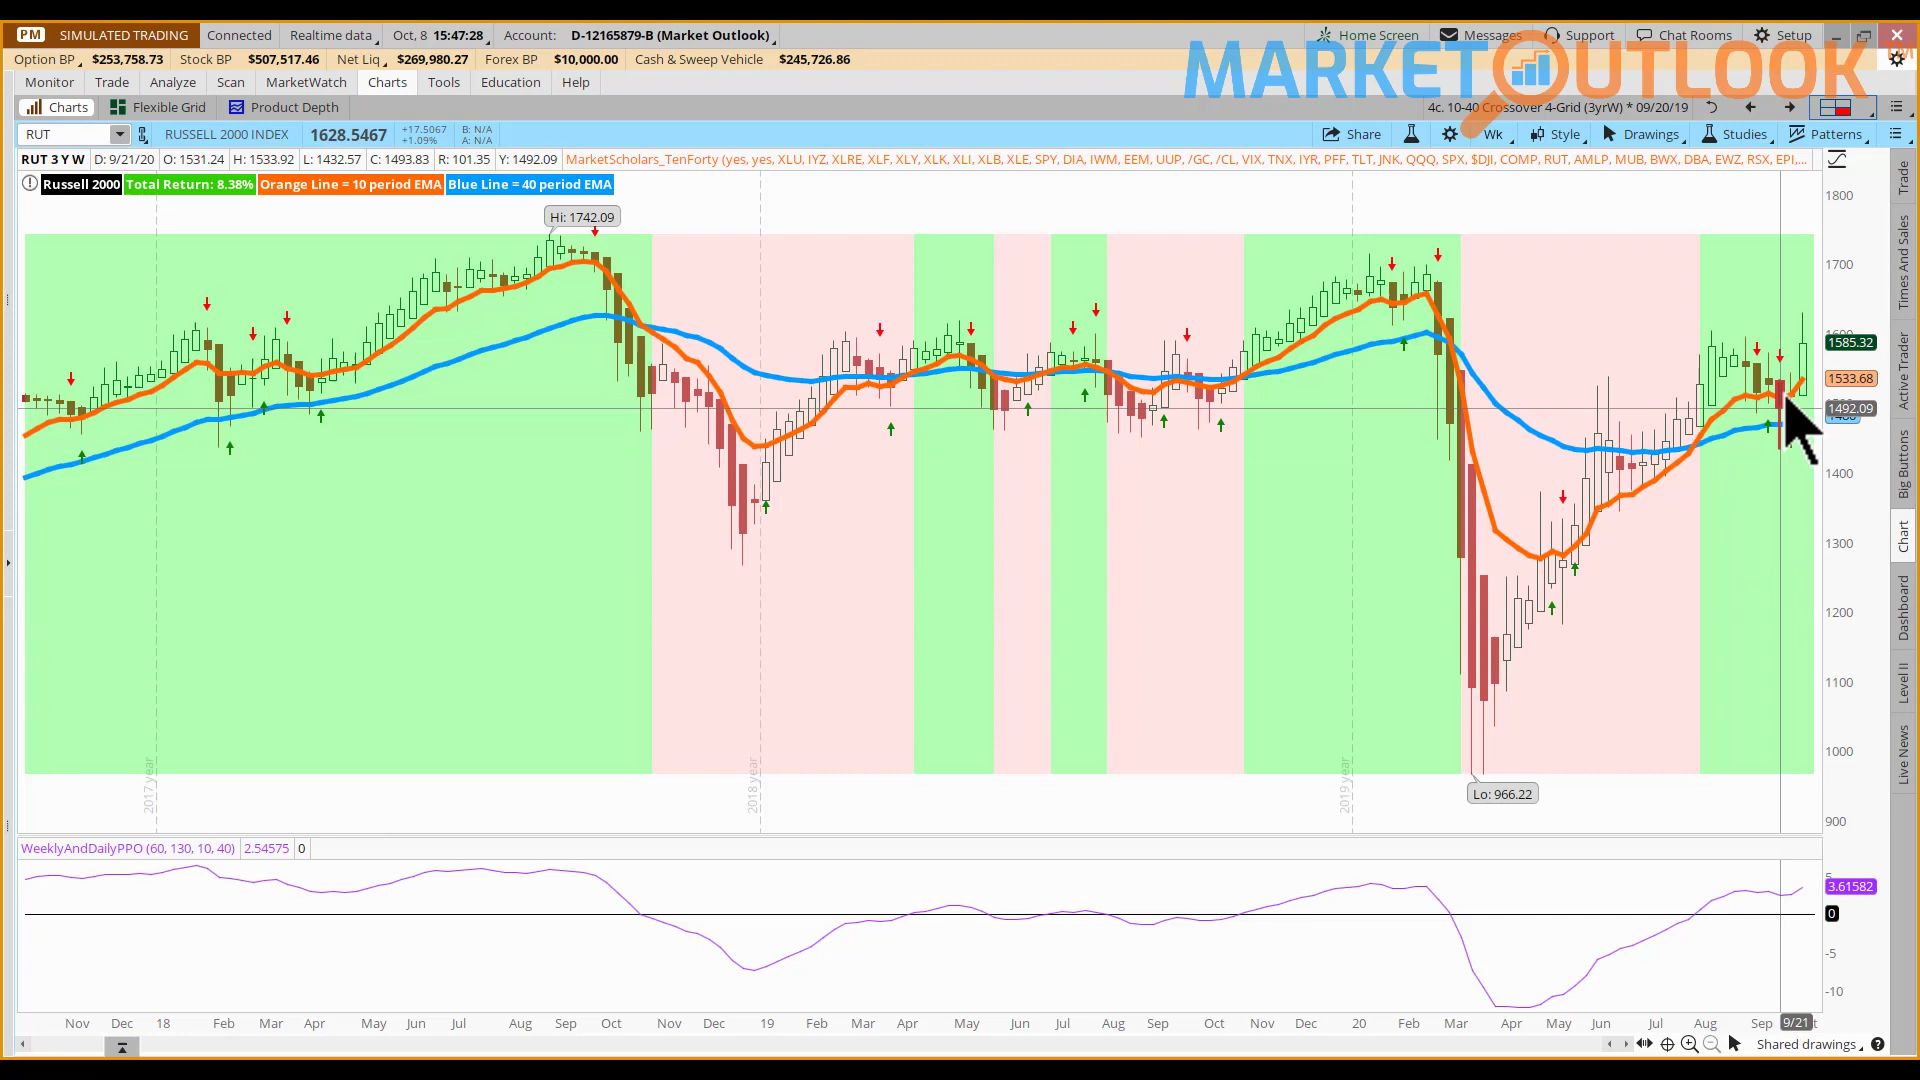 PM SIMULATED TRADING Connected Realtime data Oct, 8 15:47:28 Account: D-12165879-B (Market Outlook) Home Screen Messages Support Chat Rooms Setup
Option BP $253,758.73 Stock BP $507,517.46 Net Liq $269,980.27 Forex BP $10,000.00 Cash & Sweep Vehicle $245,726.86
MARKET OUTLOOK
Monitor Trade Analyze Scan MarketWatch Charts Tools Education Help
Charts Flexible Grid Product Depth 4c. 10-40 Crossover 4-Grid (3yrW) * 09/20/19
RUT RUSSELL 2000 INDEX 1628.5467 +17.5067 +1.09% B: N/A A: N/A Share Wk Style Drawings Studies Patterns
RUT 3 Y W D: 9/21/20 O: 1531.24 H: 1533.92 L: 1432.57 C: 1493.83 R: 101.35 Y: 1492.09 MarketScholars_TenForty (yes, yes, XLU, IYZ, XLRE, XLF, XLY, XLK, XLI, XLB, XLE, SPY, DIA, IWM, EEM, UUP, /GC, /CL, VIX, TNX, IYR, PFF, TLT, JNK, QQQ, SPX, $DJI, COMP, RUT, AMLP, MUB, BWX, DBA, EWZ, RSX, EPI,...
Russell 2000 Total Return: 8.38% Orange Line = 10 period EMA Blue Line = 40 period EMA
1800
Hi: 1742.09
1700
1585.32
1533.68
1492.09
1400
1300
1200
1100
1000
Lo: 966.22
900
2017 year
2018 year
2019 year
WeeklyAndDailyPPO (60, 130, 10, 40) 2.54575 0
3.61582
0
-5
-10
Nov Dec 18 Feb Mar Apr May Jun Jul Aug Sep Oct Nov Dec 19 Feb Mar Apr May Jun Jul Aug Sep Oct Nov Dec 20 Feb Mar Apr May Jun Jul Aug Sep 9/21
Shared drawings
Trade
Times And Sales
Active Trader
Big Buttons
Chart
Dashboard
Level II
Live News